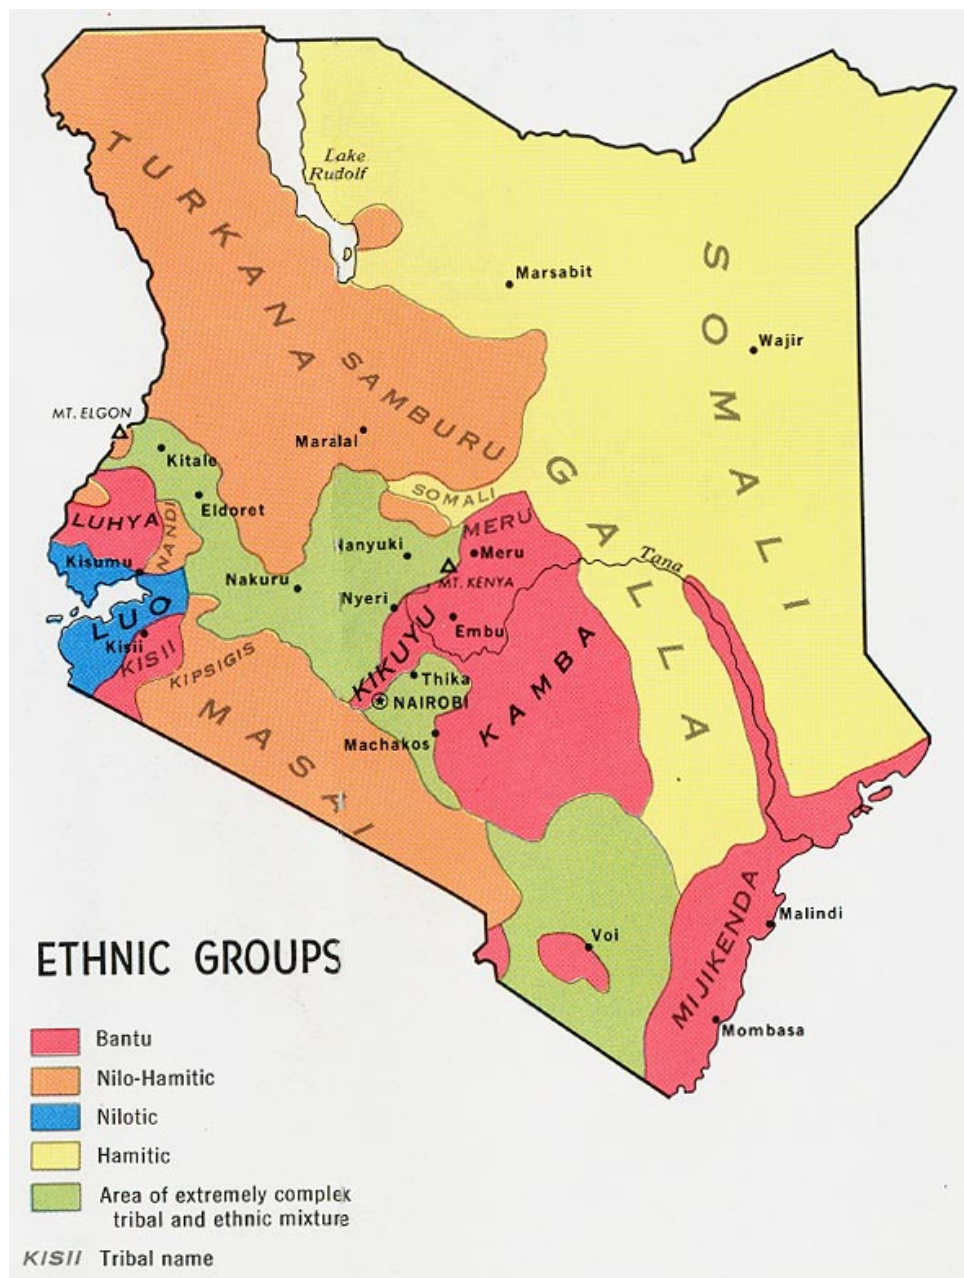 TURKANA
Lake
Rudolf
SOMALI
Marsabit
Wajir
SAMBURU
MT. ELGON
Maralal
Kitale
GALLA
SOMALI
Eldoret
LUHYA
NANDI
MERU
Meru
Tana
Kisumu
Nakuru
MT. KENYA
Nyeri
LUO
Embu
KIKUYU
KAMBA
Kisii
KISII
KIPSIGIS
Thika
NAIROBI
MASAI
Machakos
MIJIKENDA
Malindi
Voi
Mombasa
ETHNIC GROUPS
Bantu
Nilo-Hamitic
Nilotic
Hamitic
Area of extremely complex
tribal and ethnic mixture
KISII Tribal name